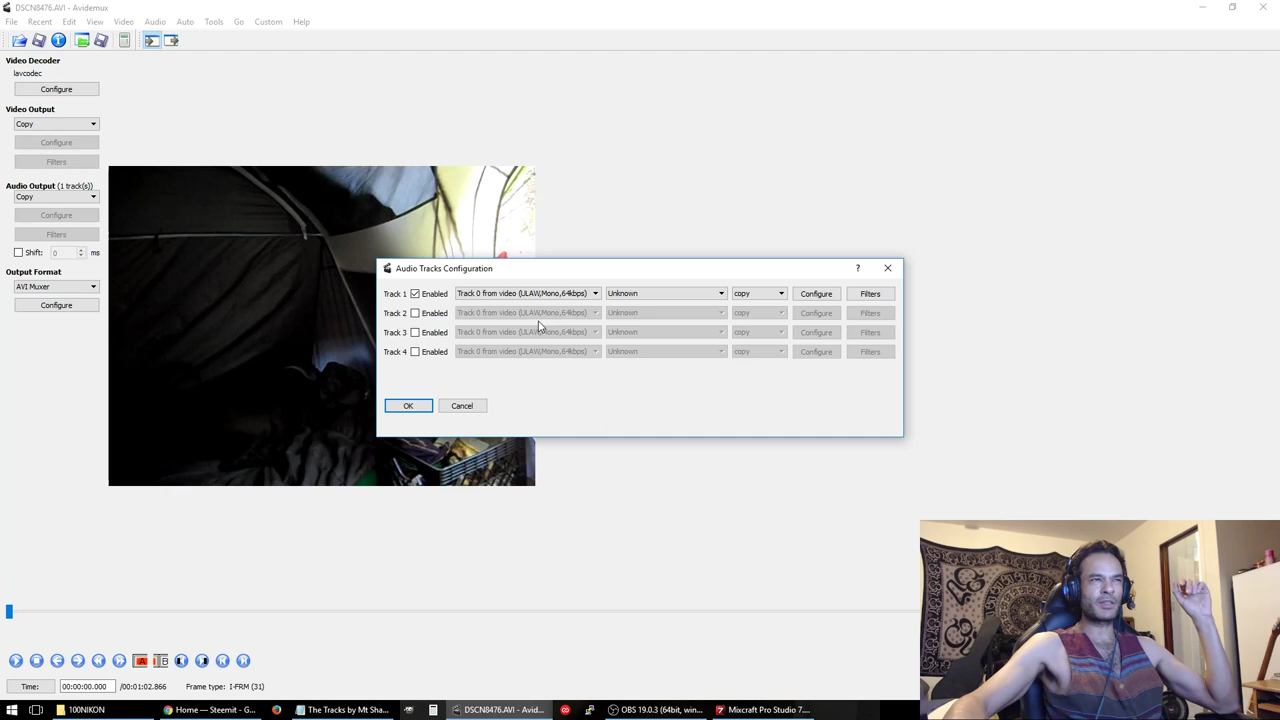 DSCN8476.AVI - Avidemux
File Recent Edit View Video Audio Auto Tools Go Custom Help
Video Decoder
lavcodec
Configure
Video Output
Copy
Configure
Filters
Audio Output (1 track(s))
Copy
Configure
Filters
Shift: 0 ms
Output Format
AVI Muxer
Configure
Audio Tracks Configuration ?
Track 1 Enabled Track 0 from video (ULAW,Mono,64kbps) Unknown copy Configure Filters
Track 2 Enabled Track 0 from video (ULAW,Mono,64kbps) Unknown copy Configure Filters
Track 3 Enabled Track 0 from video (ULAW,Mono,64kbps) Unknown copy Configure Filters
Track 4 Enabled Track 0 from video (ULAW,Mono,64kbps) Unknown copy Configure Filters
OK Cancel
A B
Time: 00:00:00.000 /00:01:02.866 Frame type: I-FRM (31)
100NIKON Home — Steemit - G... The Tracks by Mt Sha... DSCN8476.AVI - Avid... OBS 19.0.3 (64bit, win... 7 Mixcraft Pro Studio 7....